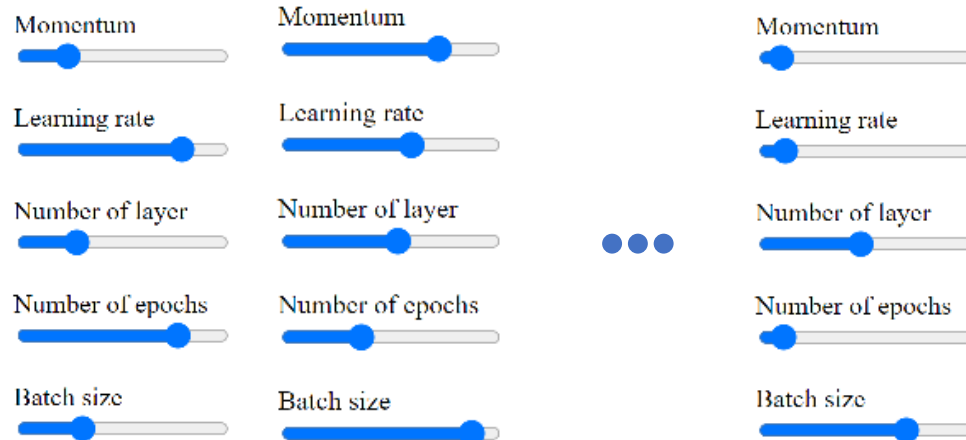 Momentum
Learning rate
Number of layer
Number of epochs
Batch size
Momentum
Learning rate
Number of layer
Number of epochs
Batch size
Momentum
Learning rate
Number of layer
Number of epochs
Batch size